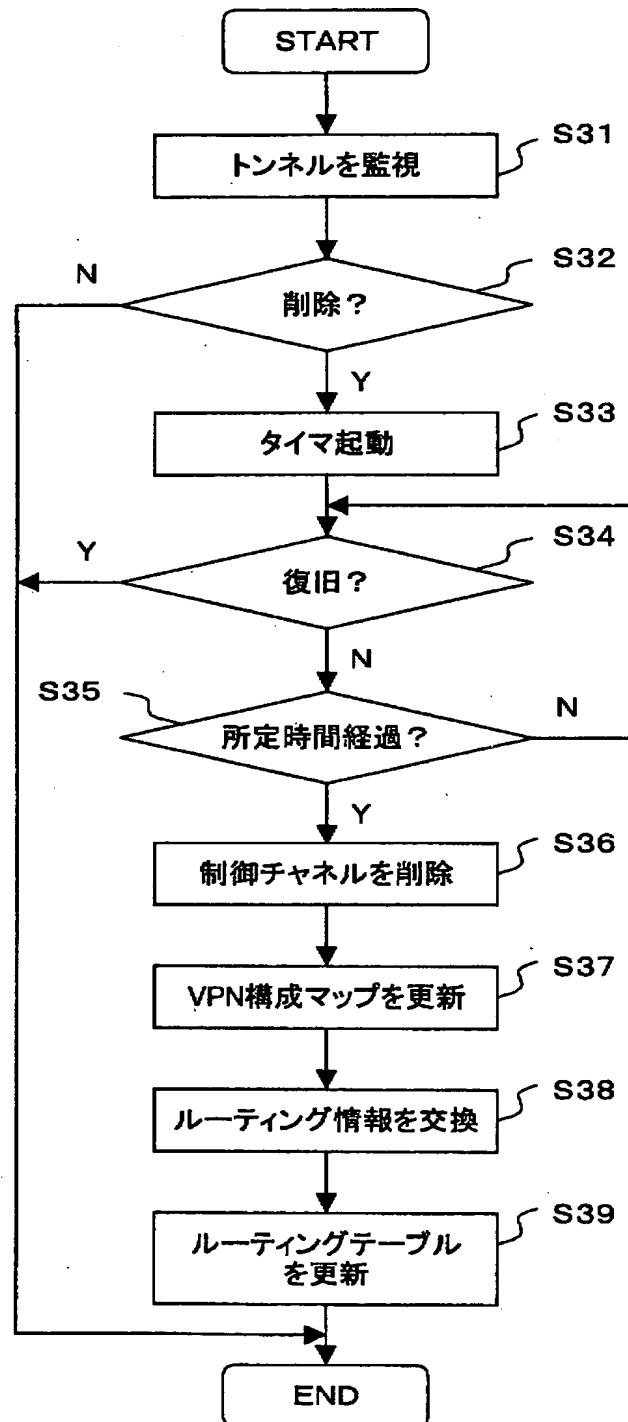 START
S31
トンネルを監視
S32
N
削除？
Y
S33
タイマ起動
S34
Y
復旧？
N
S35
所定時間経過？
N
Y
S36
制御チャネルを削除
S37
VPN構成マップを更新
S38
ルーティング情報を交換
S39
ルーティングテーブル
を更新
END